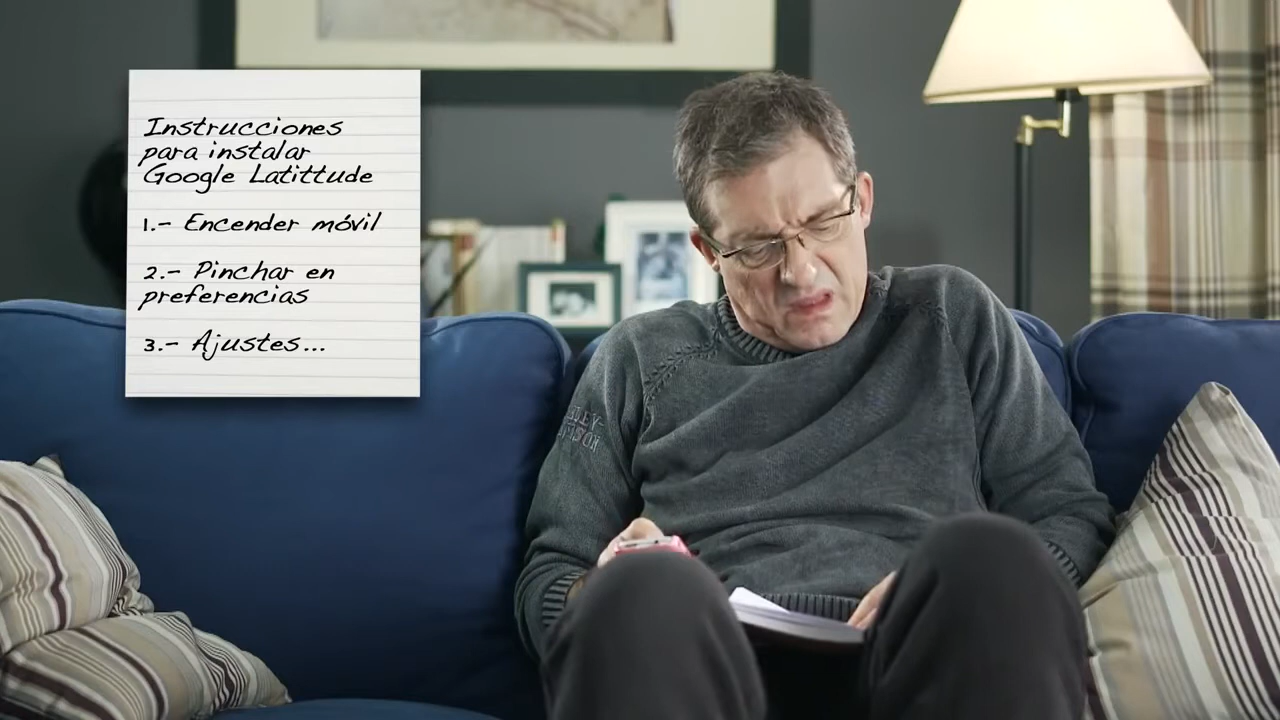 Instrucciones
para instalar
Google Latittude
1.- Encender móvil
2.- Pinchar en
preferencias
3.- Ajustes...